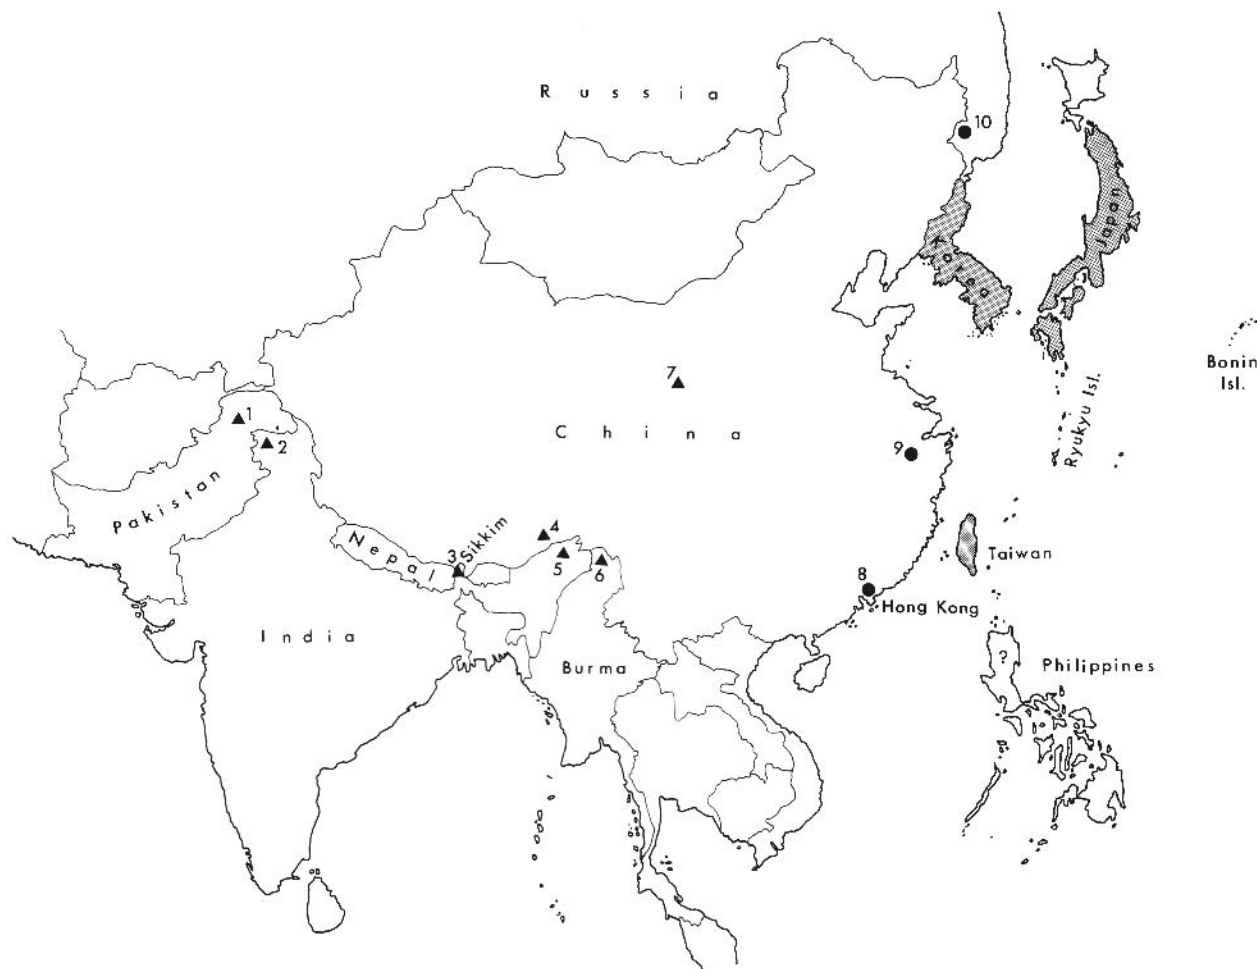 Russia
10
Japan
Korea
Bonin
Isl.
7
1
2
China
Ryukyu Isl.
9
Pakistan
4
Nepal
3
Sikkim
5
6
Taiwan
8
Hong Kong
India
?
Burma
Philippines